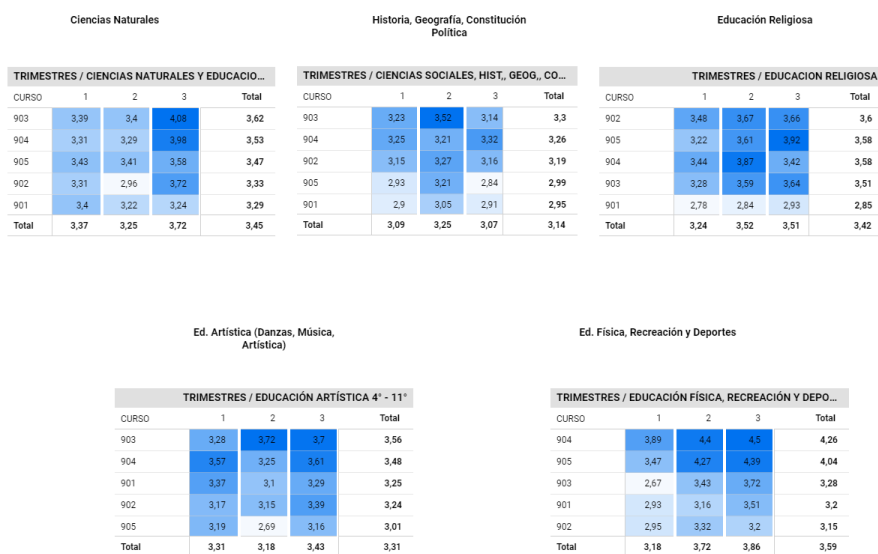 Ciencias Naturales
TRIMESTRES / CIENCIAS NATURALES Y EDUCACIO...
CURSO 1 2 3 Total
903 3,39 3,4 4,08 3,62
904 3,31 3,29 3,98 3,53
905 3,43 3,41 3,58 3,47
902 3,31 2,96 3,72 3,33
901 3,4 3,22 3,24 3,29
Total 3,37 3,25 3,72 3,45
Historia, Geografía, Constitución
Política
TRIMESTRES / CIENCIAS SOCIALES, HIST,, GEOG,, CO...
CURSO 1 2 3 Total
903 3,23 3,52 3,14 3,3
904 3,25 3,21 3,32 3,26
902 3,15 3,27 3,16 3,19
905 2,93 3,21 2,84 2,99
901 2,9 3,05 2,91 2,95
Total 3,09 3,25 3,07 3,14
Educación Religiosa
TRIMESTRES / EDUCACION RELIGIOSA
CURSO 1 2 3 Total
902 3,48 3,67 3,66 3,6
905 3,22 3,61 3,92 3,58
904 3,44 3,87 3,42 3,58
903 3,28 3,59 3,64 3,51
901 2,78 2,84 2,93 2,85
Total 3,24 3,52 3,51 3,42
Ed. Artística (Danzas, Música,
Artística)
TRIMESTRES / EDUCACIÓN ARTÍSTICA 4° - 11°
CURSO 1 2 3 Total
903 3,28 3,72 3,7 3,56
904 3,57 3,25 3,61 3,48
901 3,37 3,1 3,29 3,25
902 3,17 3,15 3,39 3,24
905 3,19 2,69 3,16 3,01
Total 3,31 3,18 3,43 3,31
Ed. Física, Recreación y Deportes
TRIMESTRES / EDUCACIÓN FÍSICA, RECREACIÓN Y DEPO...
CURSO 1 2 3 Total
904 3,89 4,4 4,5 4,26
905 3,47 4,27 4,39 4,04
903 2,67 3,43 3,72 3,28
901 2,93 3,16 3,51 3,2
902 2,95 3,32 3,2 3,15
Total 3,18 3,72 3,86 3,59